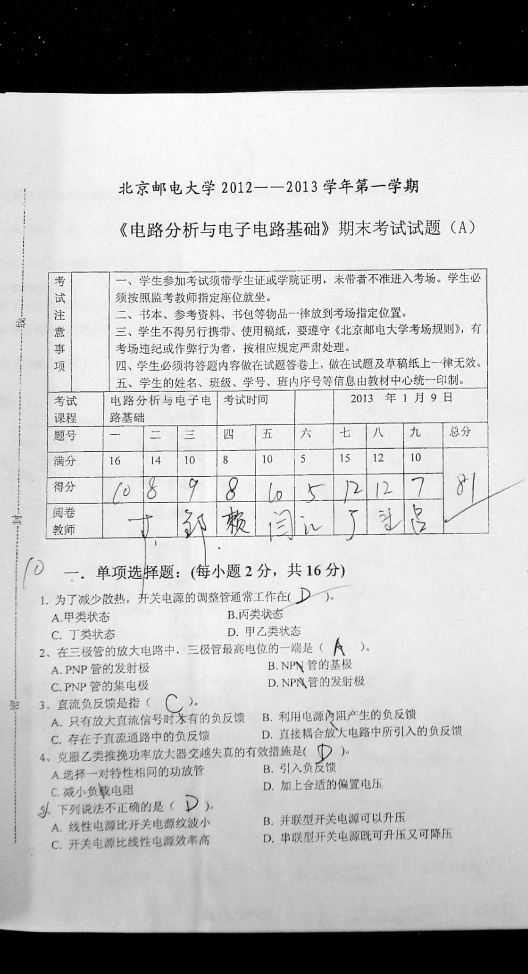 北京邮电大学2012——2013学年第一学期
《电路分析与电子电路基础》期末考试试题（A）
考试注意事项
一、学生参加考试须带学生证或学院证明，未带者不准进入考场。学生必
须按照监考教师指定座位就坐。
二、书本、参考资料、书包等物品一律放到考场指定位置。
三、学生不得另行携带、使用稿纸，要遵守《北京邮电大学考场规则》，有
考场违纪或作弊行为者，按相应规定严肃处理。
四、学生必须将答题内容做在试题答卷上，做在试题及草稿纸上一律无效。
五、学生的姓名、班级、学号、班内序号等信息由教材中心统一印制。
考试课程 电路分析与电子电路基础 考试时间 2013 年 1 月 9 日
题号 一 二 三 四 五 六 七 八 九 总分
满分 16 14 10 8 10 5 15 12 10
得分 10 8 9 8 10 5 12 12 7 81
阅卷教师
10 一．单项选择题：(每小题 2 分，共 16 分)
1. 为了减少散热，开关电源的调整管通常工作在( D )。
A.甲类状态 B.丙类状态
C. 丁类状态 D. 甲乙类状态
2、在三极管的放大电路中，三极管最高电位的一端是（ A ）。
A. PNP 管的发射极 B. NPN 管的基极
C. PNP 管的集电极 D. NPN 管的发射极
3、直流负反馈是指（ C ）。
A. 只有放大直流信号时才有的负反馈 B. 利用电源内阻产生的负反馈
C. 存在于直流通路中的负反馈 D. 直接耦合放大电路中所引入的负反馈
4、克服乙类推挽功率放大器交越失真的有效措施是( D )。
A.选择一对特性相同的功放管 B. 引入负反馈
C. 减小负载电阻 D. 加上合适的偏置电压
5、下列说法不正确的是（ D ）。
A. 线性电源比开关电源纹波小 B. 并联型开关电源可以升压
C. 开关电源比线性电源效率高 D. 串联型开关电源既可升压又可降压